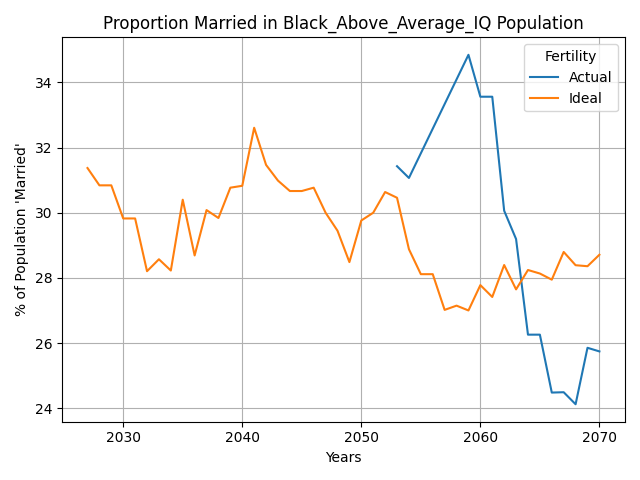 Proportion Married in Black_Above_Average_IQ Population
Fertility
Actual
Ideal
% of Population 'Married'
34
32
30
28
26
24
2030 2040 2050 2060 2070
Years